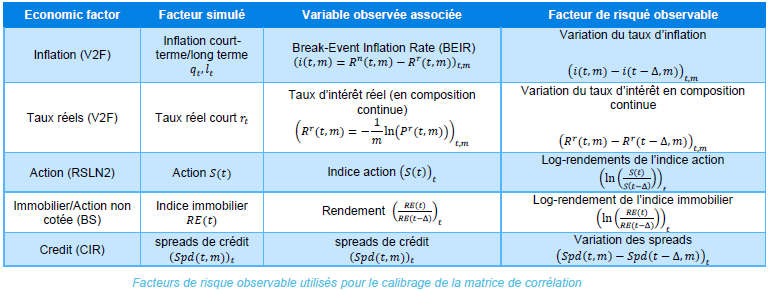 Economic factor Facteur simulé Variable observée associée Facteur de risqué observable
Inflation (V2F)
Inflation court-
terme/long terme
q_t, l_t
Break-Event Inflation Rate (BEIR)
(i(t,m) = R^n(t,m) − R^r(t,m))_{t,m}
Variation du taux d’inflation
(i(t,m) − i(t − Δ,m))_{t,m}
Taux réels (V2F)
Taux réel court r_t
Taux d’intérêt réel (en composition
continue)
(R^r(t,m) = −1/m ln(P^r(t,m)))_{t,m}
Variation du taux d’intérêt en composition
continue
(R^r(t,m) − R^r(t − Δ,m))_{t,m}
Action (RSLN2)
Action S(t)
Indice action (S(t))_t
Log-rendements de l’indice action
(ln(S(t)/S(t−Δ)))_t
Immobilier/Action non
cotée (BS)
Indice immobilier
RE(t)
Rendement (RE(t)/RE(t−Δ))_t
Log-rendement de l’indice immobilier
(ln(RE(t)/RE(t−Δ)))_t
Credit (CIR)
spreads de crédit
(Spd(t,m))_t
spreads de crédit
(Spd(t,m))_t
Variation des spreads
(Spd(t,m) − Spd(t − Δ,m))_t
Facteurs de risque observable utilisés pour le calibrage de la matrice de corrélation